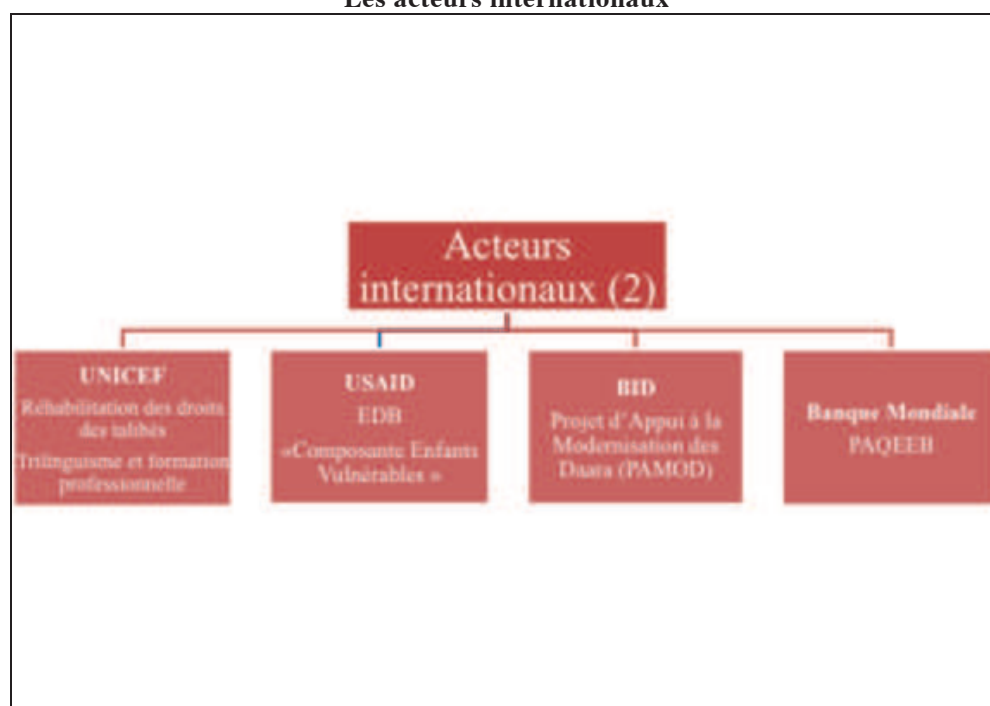 Les acteurs internationaux
Acteurs
internationaux (2)
UNICEF
Réhabilitation des droits
des talibés
Trilinguisme et formation
professionnelle
USAID
EDB
«Composante Enfants
Vulnérables »
BID
Projet d'Appui à la
Modernisation des
Daara (PAMOD)
Banque Mondiale
PAQEEB